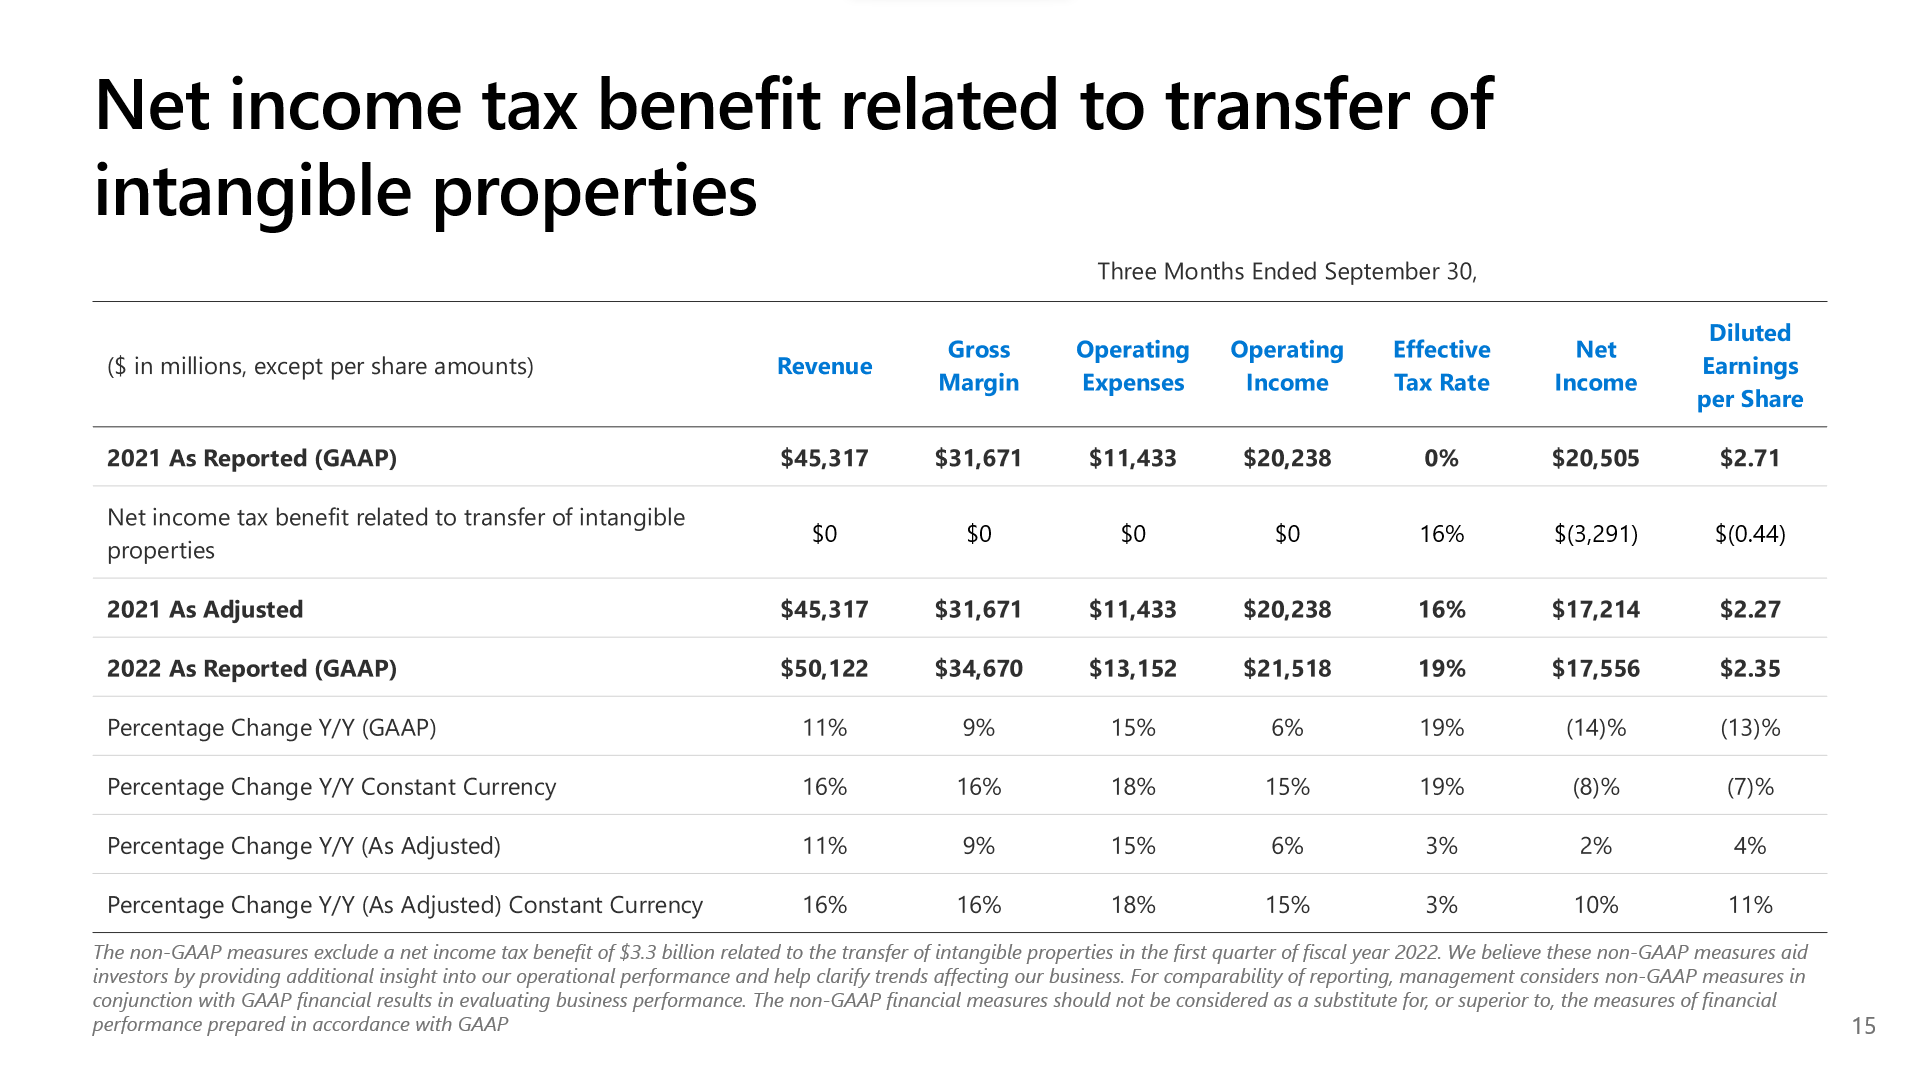 Net income tax benefit related to transfer of
intangible properties
Three Months Ended September 30,
($ in millions, except per share amounts) Revenue Gross Margin Operating Expenses Operating Income Effective Tax Rate Net Income Diluted Earnings per Share
2021 As Reported (GAAP) $45,317 $31,671 $11,433 $20,238 0% $20,505 $2.71
Net income tax benefit related to transfer of intangible
properties $0 $0 $0 $0 16% $(3,291) $(0.44)
2021 As Adjusted $45,317 $31,671 $11,433 $20,238 16% $17,214 $2.27
2022 As Reported (GAAP) $50,122 $34,670 $13,152 $21,518 19% $17,556 $2.35
Percentage Change Y/Y (GAAP) 11% 9% 15% 6% 19% (14)% (13)%
Percentage Change Y/Y Constant Currency 16% 16% 18% 15% 19% (8)% (7)%
Percentage Change Y/Y (As Adjusted) 11% 9% 15% 6% 3% 2% 4%
Percentage Change Y/Y (As Adjusted) Constant Currency 16% 16% 18% 15% 3% 10% 11%
The non-GAAP measures exclude a net income tax benefit of $3.3 billion related to the transfer of intangible properties in the first quarter of fiscal year 2022. We believe these non-GAAP measures aid
investors by providing additional insight into our operational performance and help clarify trends affecting our business. For comparability of reporting, management considers non-GAAP measures in
conjunction with GAAP financial results in evaluating business performance. The non-GAAP financial measures should not be considered as a substitute for, or superior to, the measures of financial
performance prepared in accordance with GAAP
15